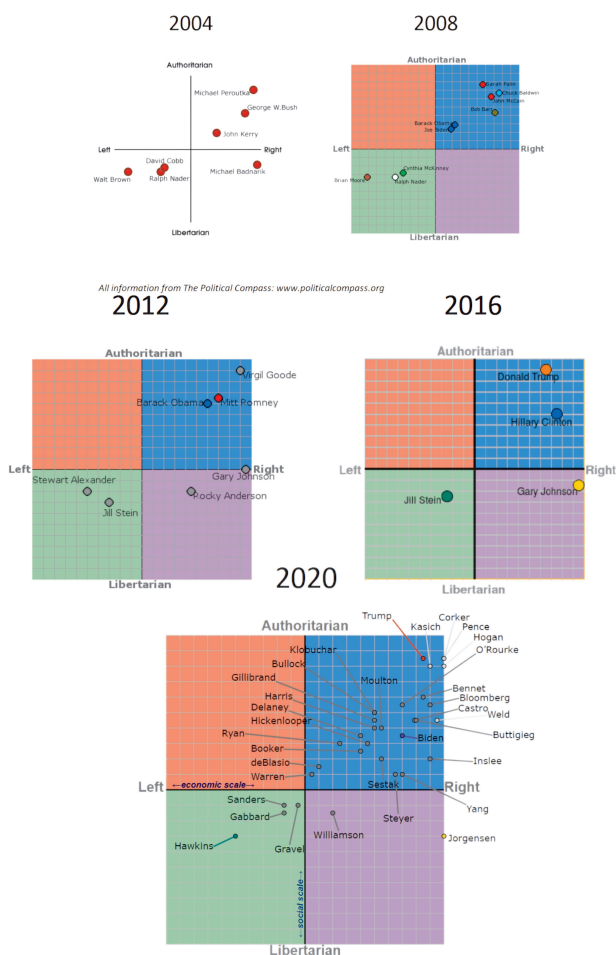 2004
Authoritarian
Michael Peroutka
George W.Bush
John Kerry
Left
Right
David Cobb
Walt Brown
Ralph Nader
Michael Badnarik
Libertarian
2008
Authoritarian
Sarah Palin
Chuck Baldwin
John McCain
Bob Barr
Barack Obama
Joe Biden
Left
Right
Cynthia McKinney
Brian Moore
Ralph Nader
Libertarian
All information from The Political Compass: www.politicalcompass.org
2012
Authoritarian
Virgil Goode
Barack Obama
Mitt Romney
Left
Right
Gary Johnson
Stewart Alexander
Rocky Anderson
Jill Stein
Libertarian
2016
Authoritarian
Donald Trump
Hillary Clinton
Left
Right
Gary Johnson
Jill Stein
Libertarian
2020
Authoritarian
Trump
Corker
Kasich
Pence
Hogan
Klobuchar
O'Rourke
Bullock
Moulton
Gillibrand
Bennet
Harris
Bloomberg
Delaney
Castro
Weld
Hickenlooper
Buttigieg
Ryan
Biden
Booker
deBlasio
Inslee
Warren
Sestak
Left
←economic scale→
Right
Yang
Sanders
Steyer
Gabbard
Williamson
Jorgensen
Hawkins
Gravel
←social scale→
Libertarian